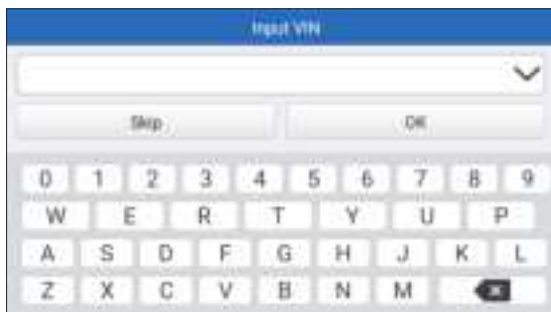 Input VIN
Skip OK
0 1 2 3 4 5 6 7 8 9
W E R T Y U P
A S D F G H J K L
Z X C V B N M